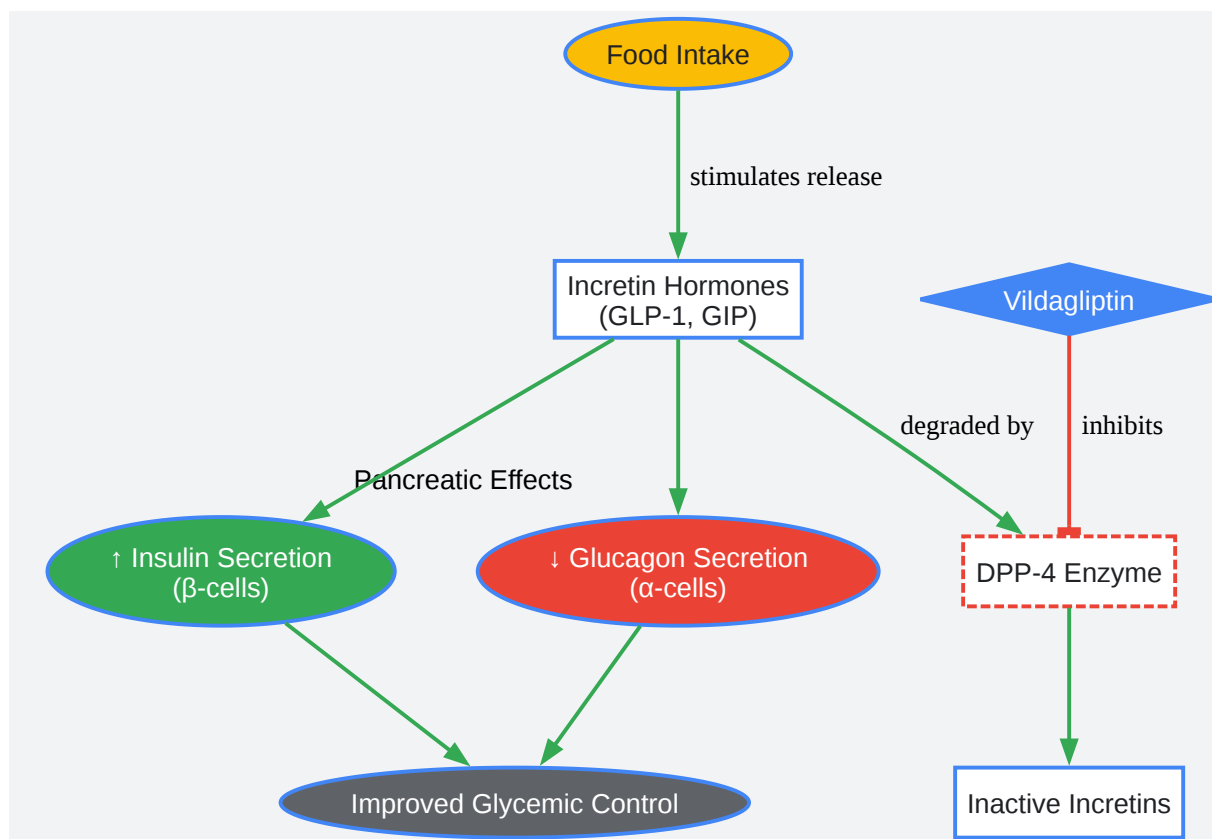 Food Intake
stimulates release
Incretin Hormones
(GLP-1, GIP)
Vildagliptin
degraded by
inhibits
Pancreatic Effects
↑ Insulin Secretion
(β-cells)
↓ Glucagon Secretion
(α-cells)
DPP-4 Enzyme
Improved Glycemic Control
Inactive Incretins